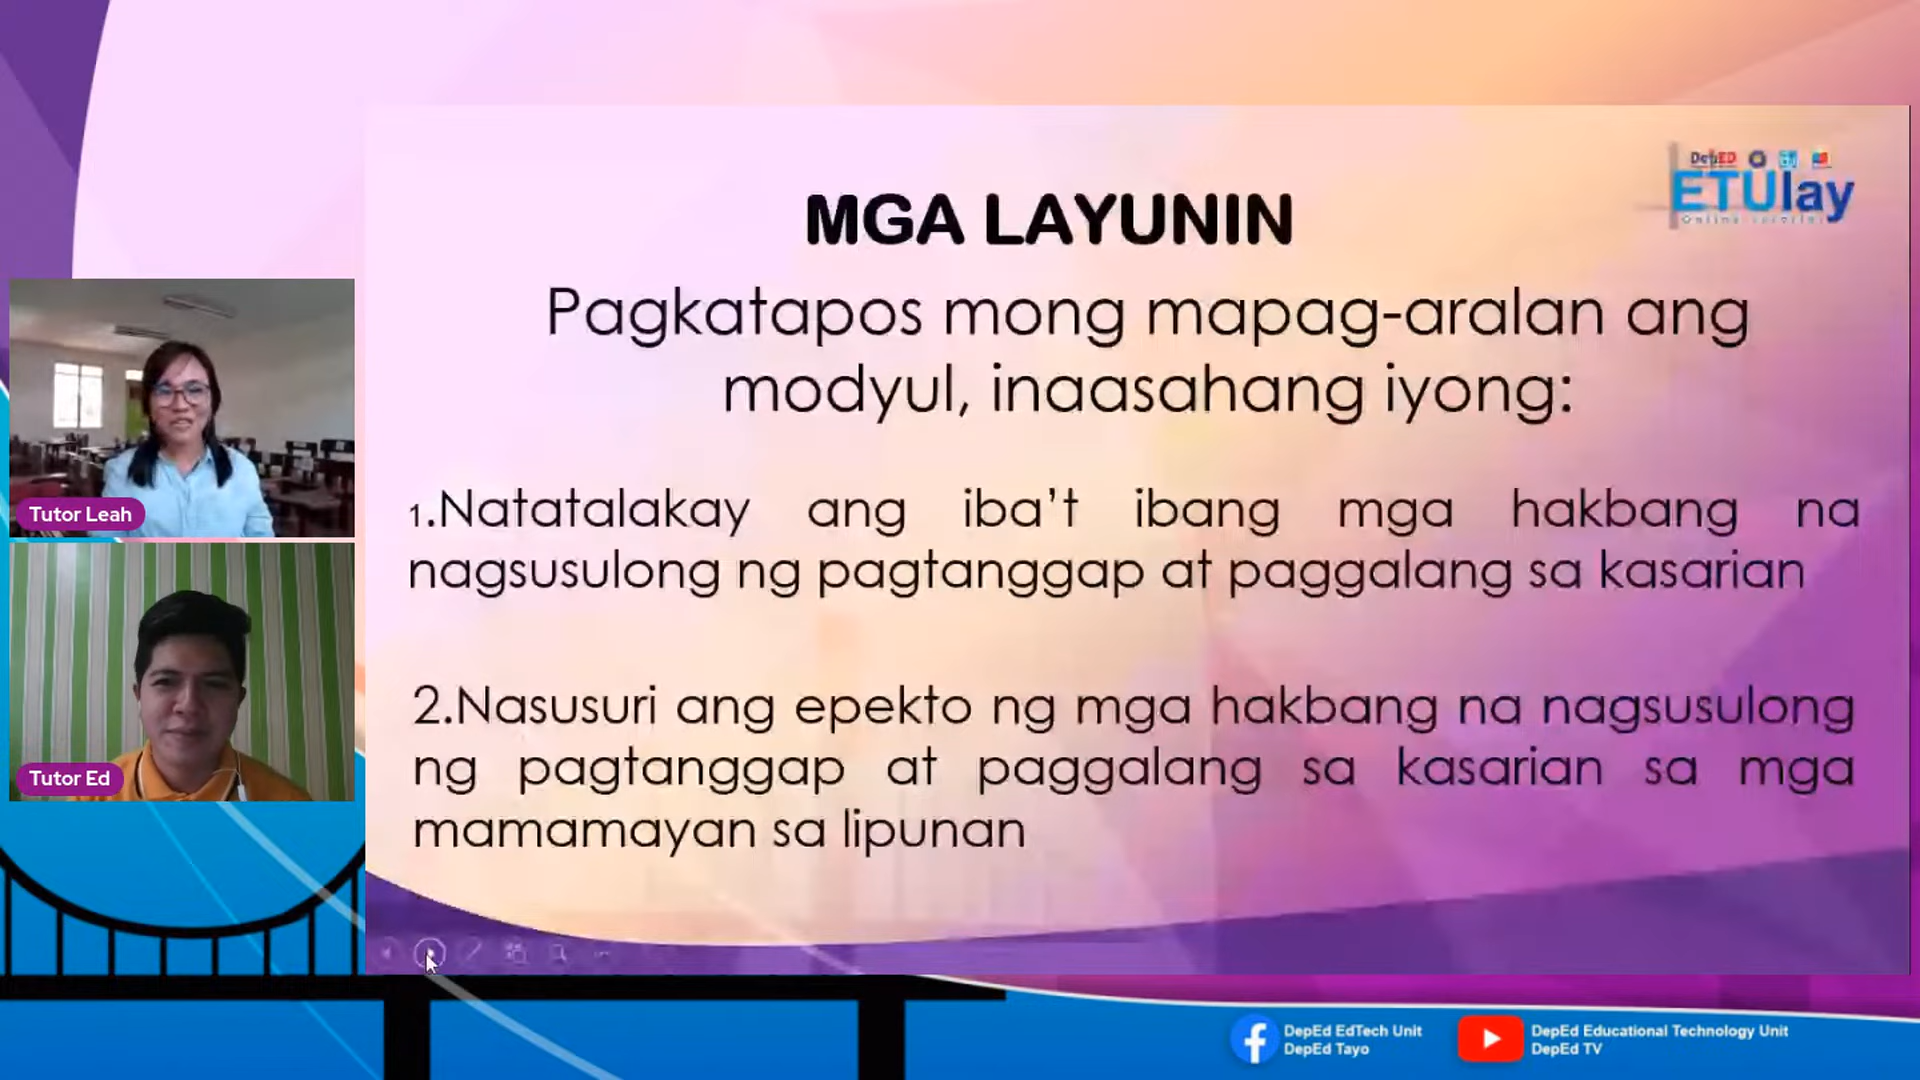 DepED
ETUlay
Online Tutorial
MGA LAYUNIN
Pagkatapos mong mapag-aralan ang
modyul, inaasahang iyong:
1.Natatalakay ang iba't ibang mga hakbang na
nagsusulong ng pagtanggap at paggalang sa kasarian
2.Nasusuri ang epekto ng mga hakbang na nagsusulong
ng pagtanggap at paggalang sa kasarian sa mga
mamamayan sa lipunan
Tutor Leah
Tutor Ed
DepEd EdTech Unit
DepEd Tayo
DepEd Educational Technology Unit
DepEd TV